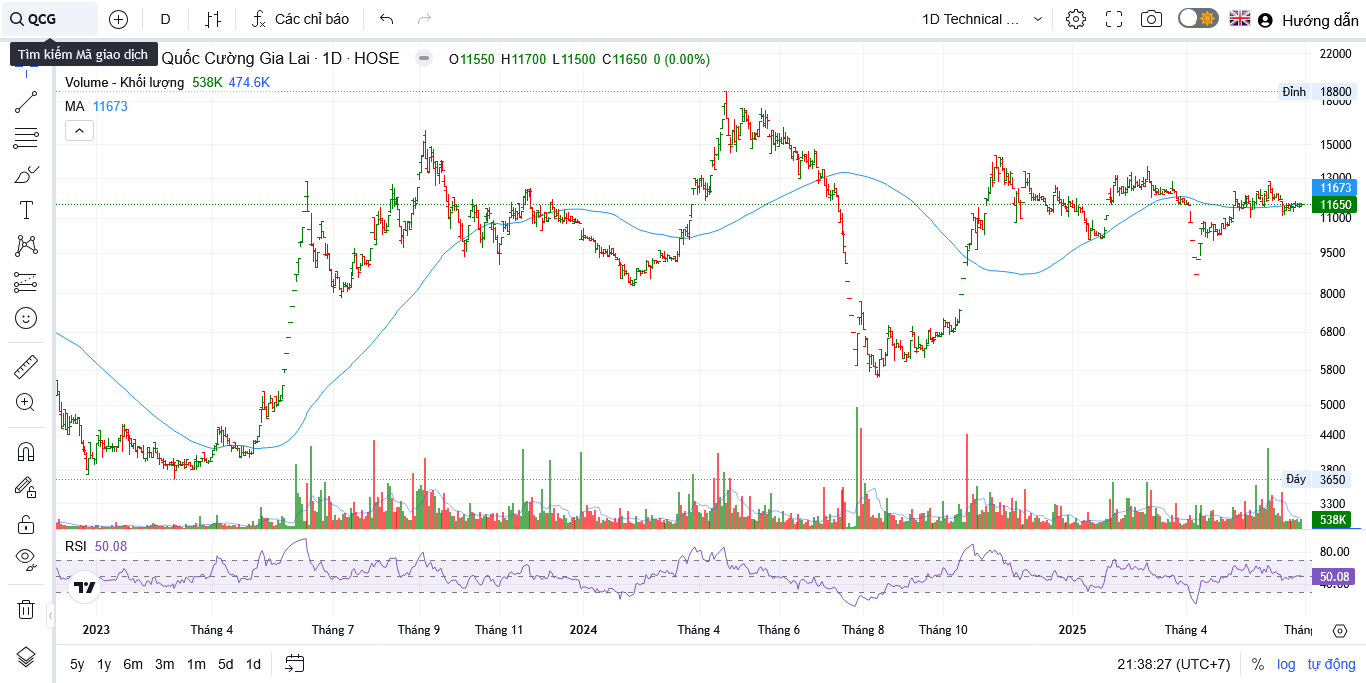 QCG
D
Các chỉ báo
1D Technical ...
Hướng dẫn
Tìm kiếm Mã giao dịch
Quốc Cường Gia Lai · 1D · HOSE
O11550 H11700 L11500 C11650 0 (0.00%)
Volume - Khối lượng 538K 474.6K
MA 11673
22000
Đỉnh 18800
18000
15000
13000
11673
11650
11000
9500
8000
6800
5800
5000
4400
3800
Đáy 3650
3300
538K
RSI 50.08
80.00
50.08
40.00
2023 Tháng 4 Tháng 7 Tháng 9 Tháng 11 2024 Tháng 4 Tháng 6 Tháng 8 Tháng 10 2025 Tháng 4 Thán
5y 1y 6m 3m 1m 5d 1d
21:38:27 (UTC+7) % log tự động